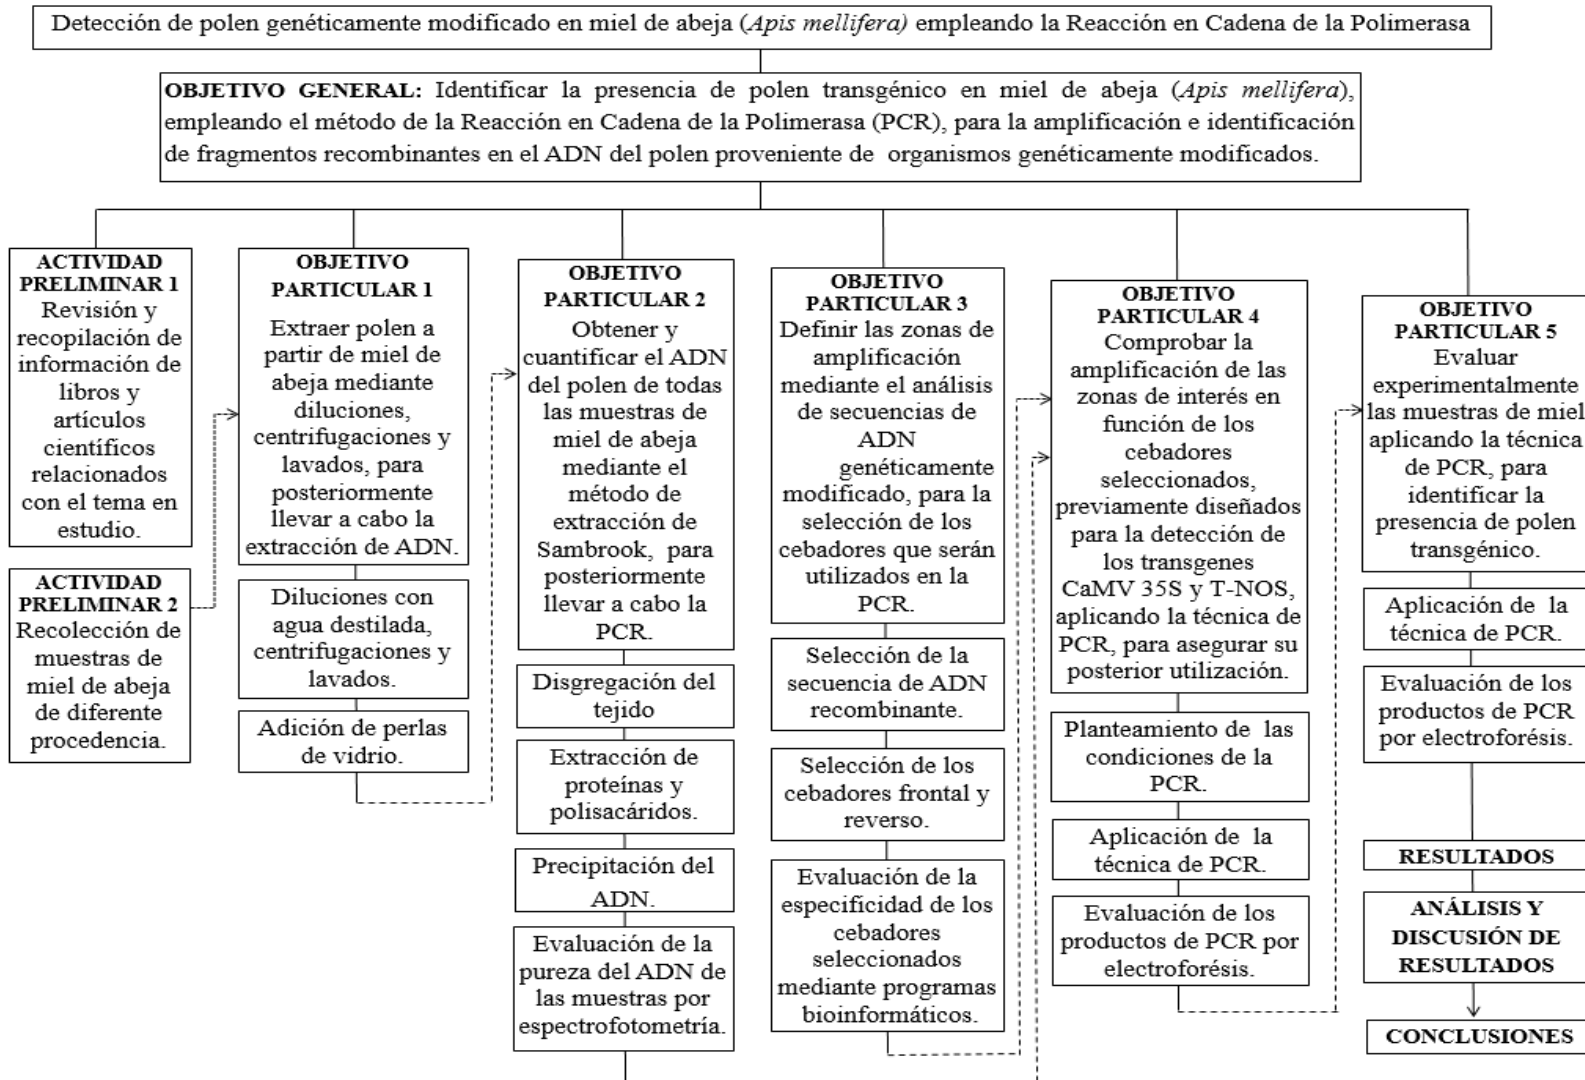 Detección de polen genéticamente modificado en miel de abeja (Apis mellifera) empleando la Reacción en Cadena de la Polimerasa
OBJETIVO GENERAL: Identificar la presencia de polen transgénico en miel de abeja (Apis mellifera),
empleando el método de la Reacción en Cadena de la Polimerasa (PCR), para la amplificación e identificación
de fragmentos recombinantes en el ADN del polen proveniente de organismos genéticamente modificados.
ACTIVIDAD
PRELIMINAR 1
Revisión y
recopilación de
información de
libros y
artículos
científicos
relacionados
con el tema en
estudio.
ACTIVIDAD
PRELIMINAR 2
Recolección de
muestras de
miel de abeja
de diferente
procedencia.
OBJETIVO
PARTICULAR 1
Extraer polen a
partir de miel de
abeja mediante
diluciones,
centrifugaciones y
lavados, para
posteriormente
llevar a cabo la
extracción de ADN.
Diluciones con
agua destilada,
centrifugaciones y
lavados.
Adición de perlas
de vidrio.
OBJETIVO
PARTICULAR 2
Obtener y
cuantificar el ADN
del polen de todas
las muestras de
miel de abeja
mediante el
método de
extracción de
Sambrook, para
posteriormente
llevar a cabo la
PCR.
Disgregación del
tejido
Extracción de
proteínas y
polisacáridos.
Precipitación del
ADN.
Evaluación de la
pureza del ADN de
las muestras por
espectrofotometría.
OBJETIVO
PARTICULAR 3
Definir las zonas de
amplificación
mediante el análisis
de secuencias de
ADN
genéticamente
modificado, para la
selección de los
cebadores que serán
utilizados en la
PCR.
Selección de la
secuencia de ADN
recombinante.
Selección de los
cebadores frontal y
reverso.
Evaluación de la
especificidad de los
cebadores
seleccionados
mediante programas
bioinformáticos.
OBJETIVO
PARTICULAR 4
Comprobar la
amplificación de las
zonas de interés en
función de los
cebadores
seleccionados,
previamente diseñados
para la detección de
los transgenes
CaMV 35S y T-NOS,
aplicando la técnica de
PCR, para asegurar su
posterior utilización.
Planteamiento de las
condiciones de la
PCR.
Aplicación de la
técnica de PCR.
Evaluación de los
productos de PCR por
electroforésis.
OBJETIVO
PARTICULAR 5
Evaluar
experimentalmente
las muestras de miel
aplicando la técnica
de PCR, para
identificar la
presencia de polen
transgénico.
Aplicación de la
técnica de PCR.
Evaluación de los
productos de PCR
por electroforésis.
RESULTADOS
ANÁLISIS Y
DISCUSIÓN DE
RESULTADOS
CONCLUSIONES